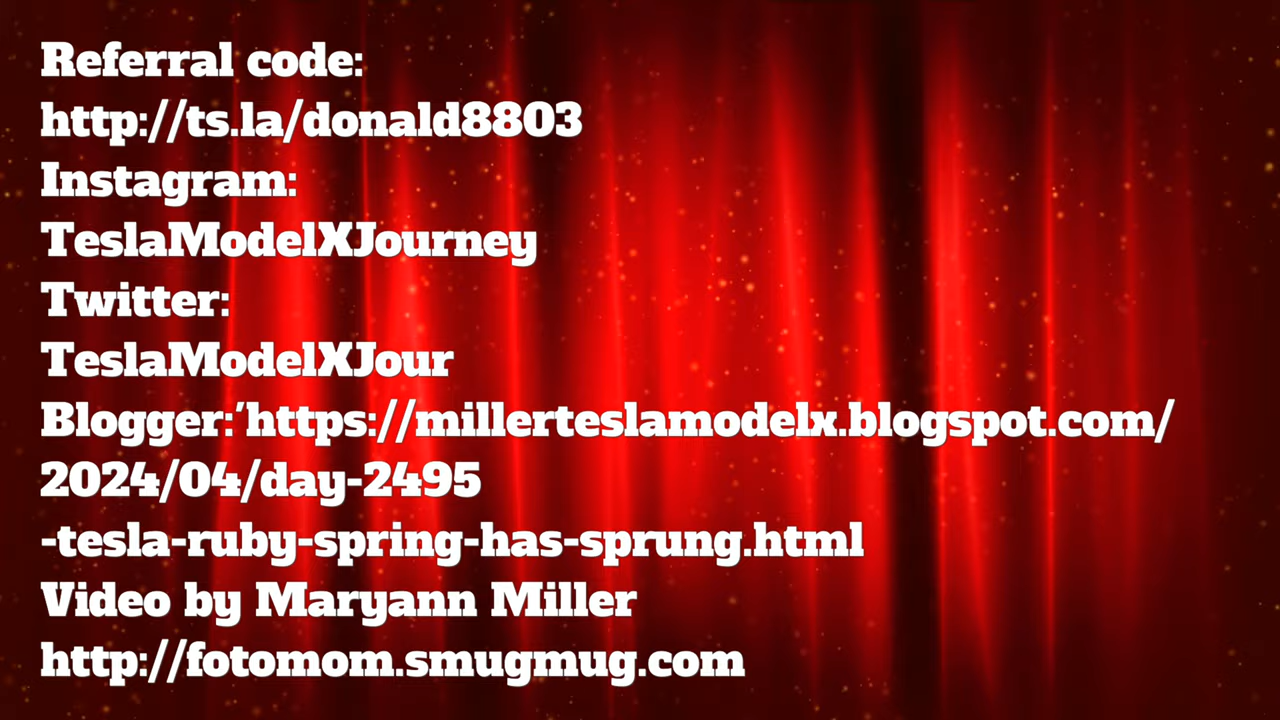 Referral code:
http://ts.la/donald8803
Instagram:
TeslaModelXJourney
Twitter:
TeslaModelXJour
Blogger:'https://millerteslamodelx.blogspot.com/
2024/04/day-2495
-tesla-ruby-spring-has-sprung.html
Video by Maryann Miller
http://fotomom.smugmug.com